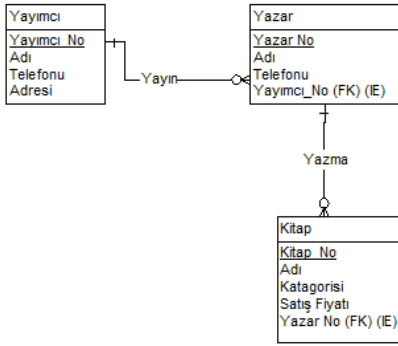 Yayımcı
Yayımcı_No
Adı
Telefonu
Adresi
Yayın
Yazar
Yazar No
Adı
Telefonu
Yayımcı_No (FK) (IE)
Yazma
Kitap
Kitap_No
Adı
Katagorisi
Satış Fiyatı
Yazar No (FK) (IE)